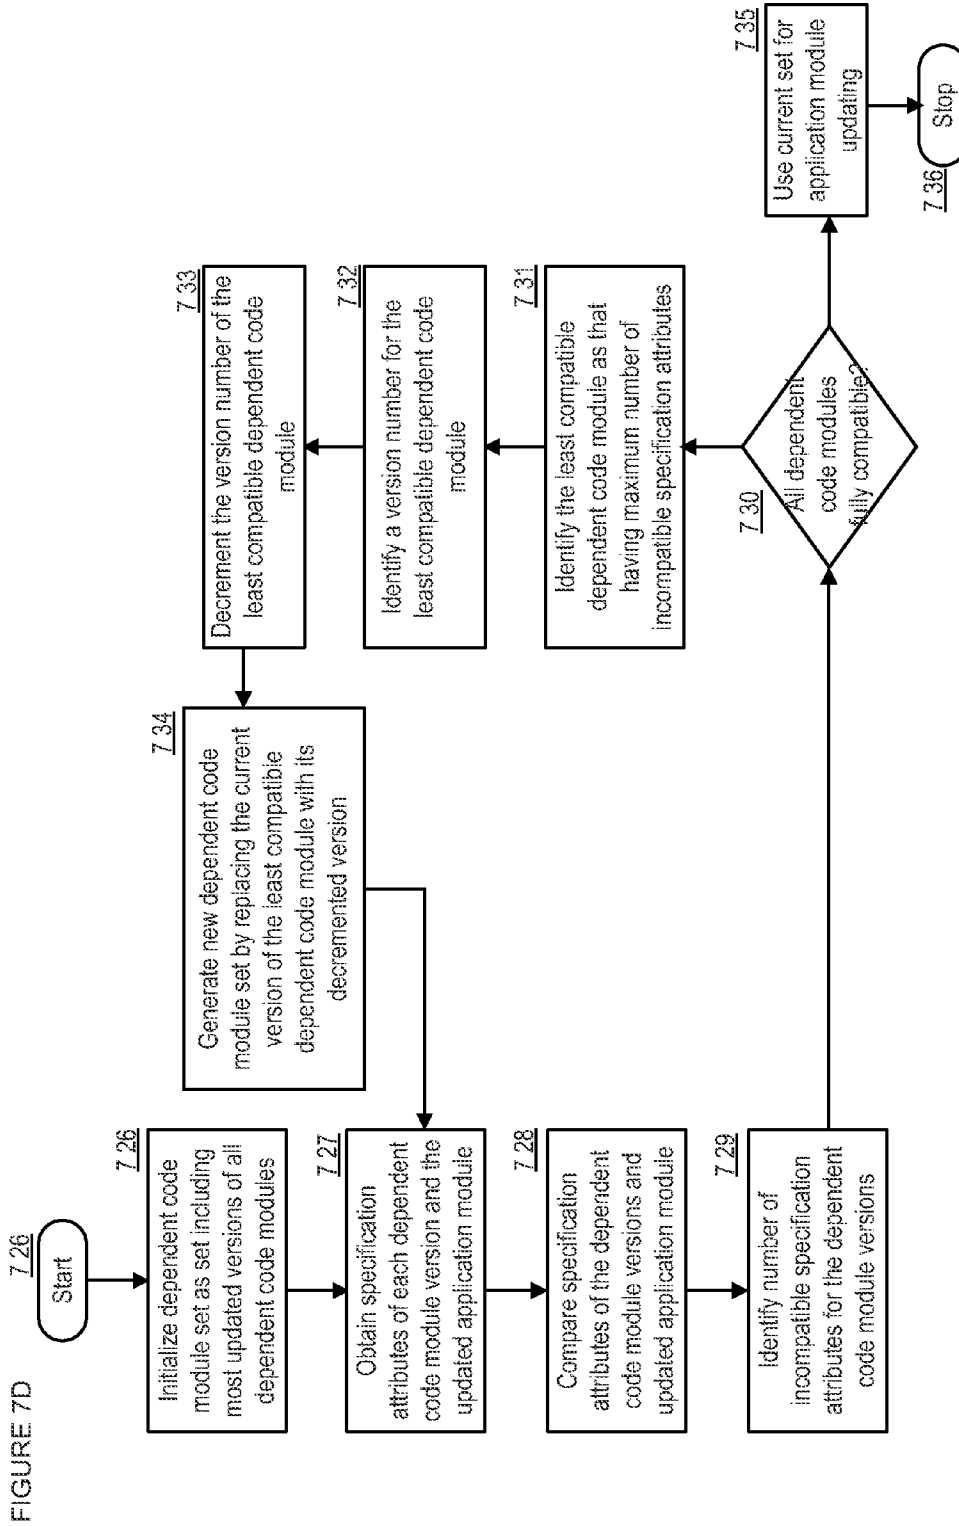 FIGURE 7D
7.26
Start
7.26
Initialize dependent code
module set as set including
most updated versions of all
dependent code modules
7.27
Obtain specification
attributes of each dependent
code module version and the
updated application module
7.28
Compare specification
attributes of the dependent
code module versions and
updated application module
7.29
Identify number of
incompatible specification
attributes for the dependent
code module versions
7.30
All dependent
code modules
fully compatible?
7.31
Identify the least compatible
dependent code module as that
having maximum number of
incompatible specification attributes
7.32
Identify a version number for the
least compatible dependent code
module
7.33
Decrement the version number of the
least compatible dependent code
module
7.34
Generate new dependent code
module set by replacing the current
version of the least compatible
dependent code module with its
decremented version
7.35
Use current set for
application module
updating
7.36
Stop